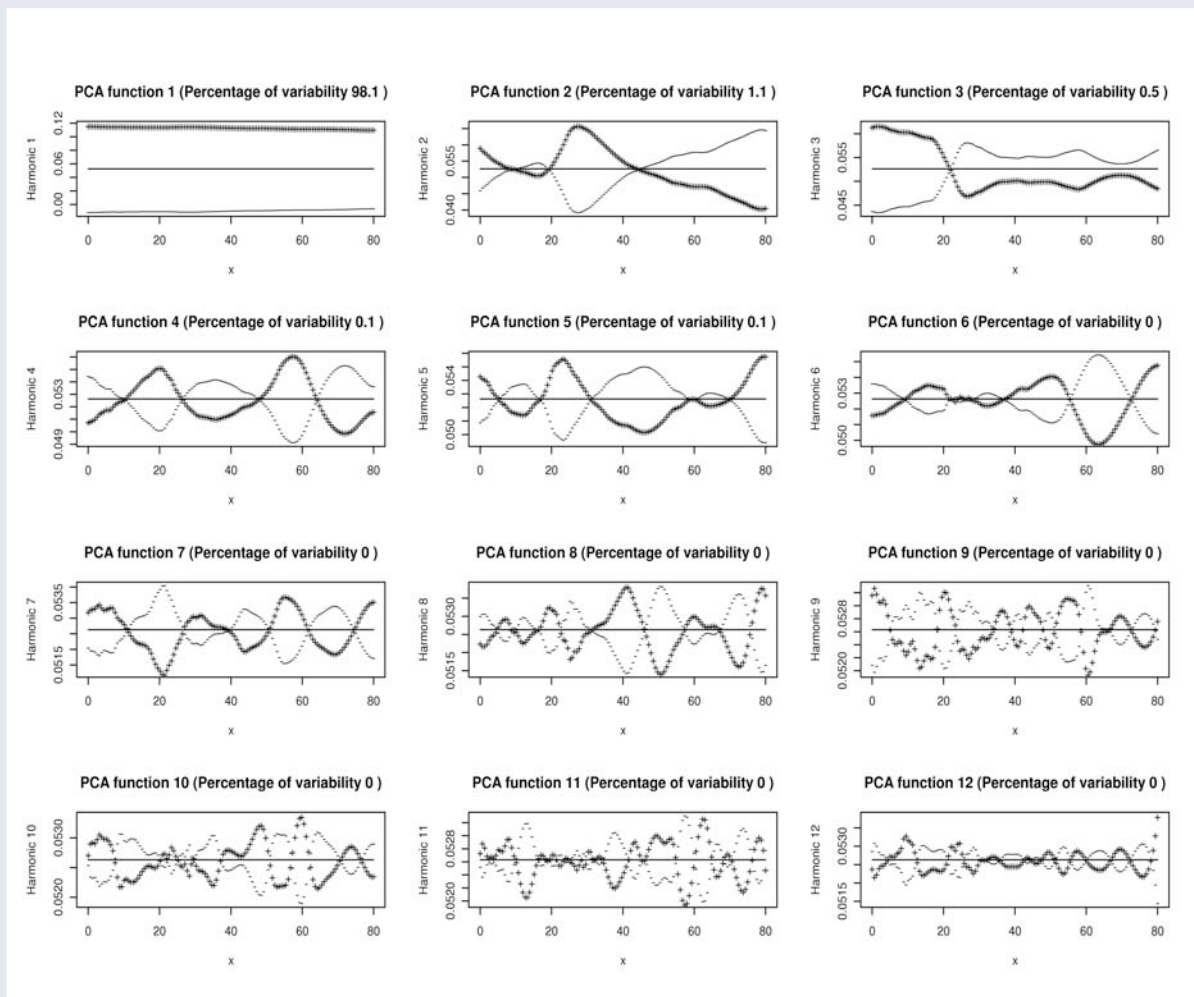 PCA function 1 (Percentage of variability 98.1 )
Harmonic 1
0.00 0.06 0.12
0 20 40 60 80
x
PCA function 2 (Percentage of variability 1.1 )
Harmonic 2
0.040 0.055
0 20 40 60 80
x
PCA function 3 (Percentage of variability 0.5 )
Harmonic 3
0.045 0.055
0 20 40 60 80
x
PCA function 4 (Percentage of variability 0.1 )
Harmonic 4
0.049 0.053
0 20 40 60 80
x
PCA function 5 (Percentage of variability 0.1 )
Harmonic 5
0.050 0.054
0 20 40 60 80
x
PCA function 6 (Percentage of variability 0 )
Harmonic 6
0.050 0.053
0 20 40 60 80
x
PCA function 7 (Percentage of variability 0 )
Harmonic 7
0.0515 0.0535
0 20 40 60 80
x
PCA function 8 (Percentage of variability 0 )
Harmonic 8
0.0515 0.0530
0 20 40 60 80
x
PCA function 9 (Percentage of variability 0 )
Harmonic 9
0.0520 0.0528
0 20 40 60 80
x
PCA function 10 (Percentage of variability 0 )
Harmonic 10
0.0520 0.0530
0 20 40 60 80
x
PCA function 11 (Percentage of variability 0 )
Harmonic 11
0.0520 0.0528
0 20 40 60 80
x
PCA function 12 (Percentage of variability 0 )
Harmonic 12
0.0515 0.0530
0 20 40 60 80
x